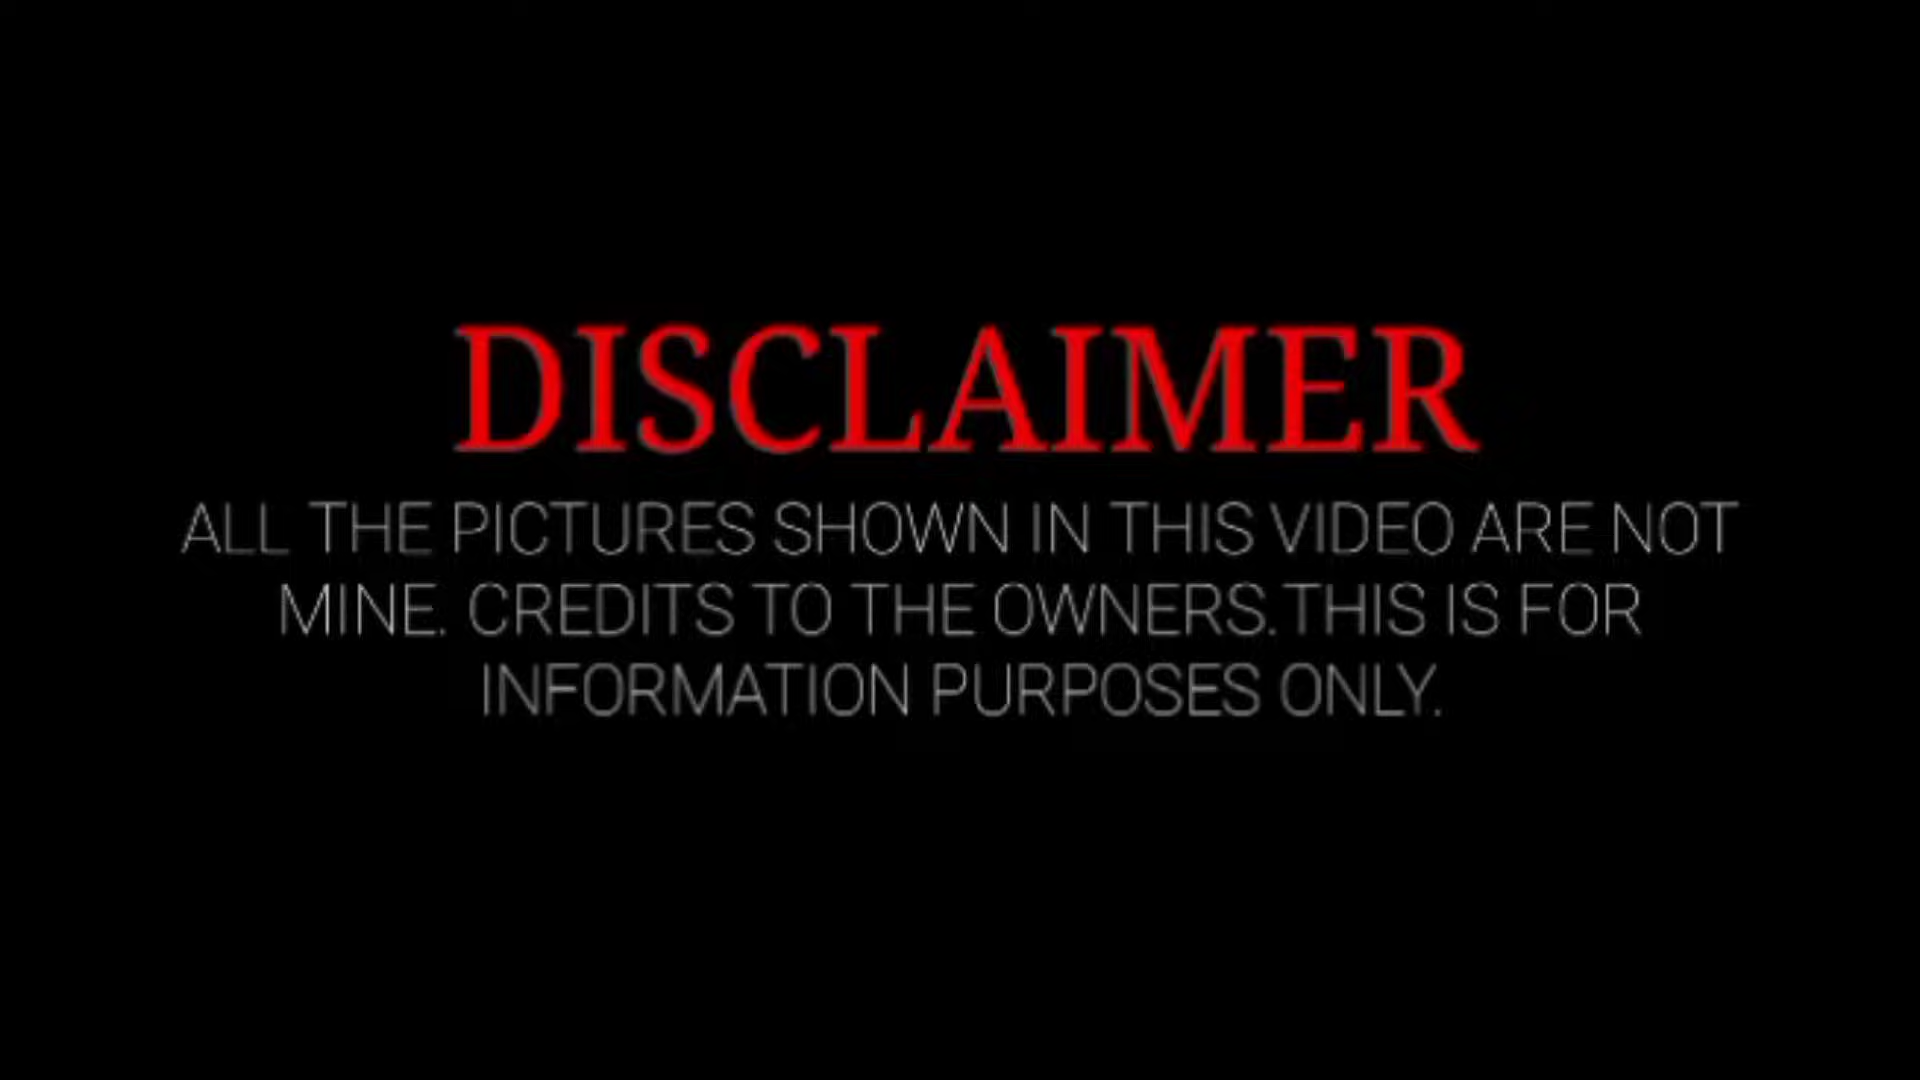 DISCLAIMER
ALL THE PICTURES SHOWN IN THIS VIDEO ARE NOT
MINE. CREDITS TO THE OWNERS.THIS IS FOR
INFORMATION PURPOSES ONLY.